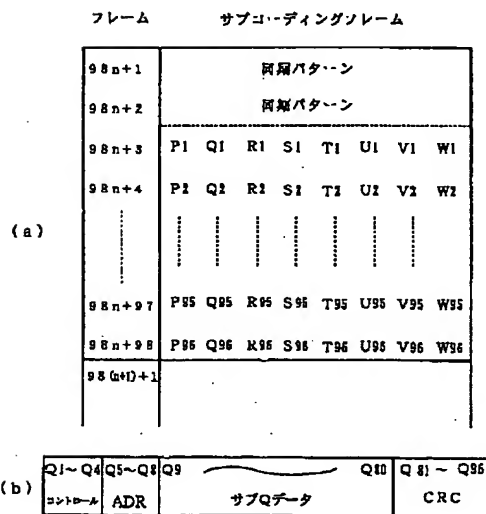 フレーム サブコーディングフレーム
98n+1 同期パターン
98n+2 同期パターン
98n+3 P1 Q1 R1 S1 T1 U1 V1 W1
98n+4 P2 Q2 R2 S2 T2 U2 V2 W2
(a)
98n+97 P95 Q95 R95 S95 T95 U95 V95 W95
98n+98 P96 Q96 R96 S96 T96 U96 V96 W96
98(n+1)+1
(b) Q1~Q4 Q5~Q8 Q9 Q80 Q81~Q96
コントロール ADR サブQデータ CRC